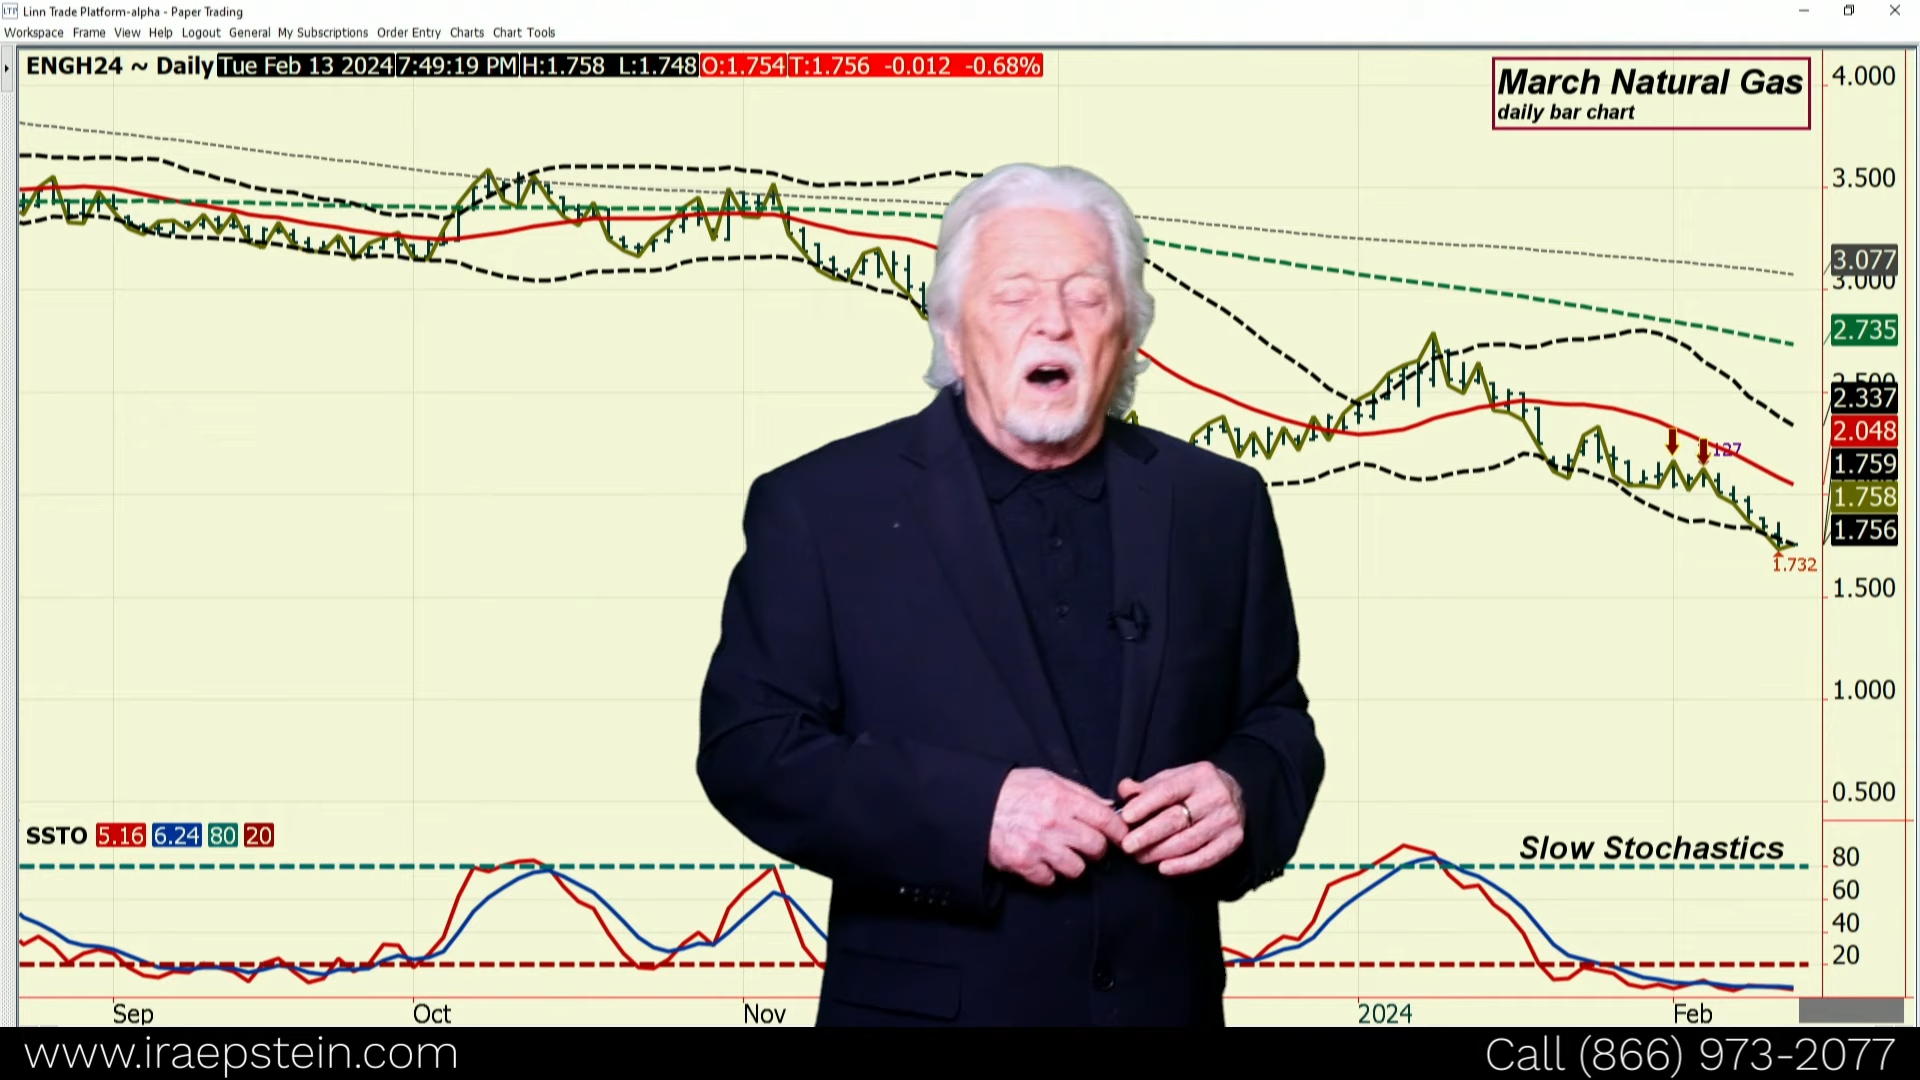 Linn Trade Platform-alpha - Paper Trading
Workspace Frame View Help Logout General My Subscriptions Order Entry Charts Chart Tools
ENGH24 ~ Daily Tue Feb 13 2024 7:49:19 PM H:1.758 L:1.748 O:1.754 T:1.756 -0.012 -0.68%
March Natural Gas
daily bar chart
4.000
3.500
3.077
3.000
2.735
2.500
2.337
2.048
127
1.759
1.758
1.756
1.732
1.500
1.000
0.500
SSTO 5.16 6.24 80 20
Slow Stochastics
80
60
40
20
Sep Oct Nov 2024 Feb
www.iraepstein.com
Call (866) 973-2077